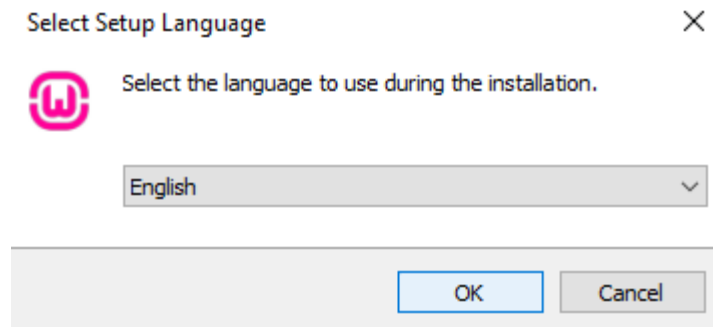 Select Setup Language
Select the language to use during the installation.
English
OK
Cancel